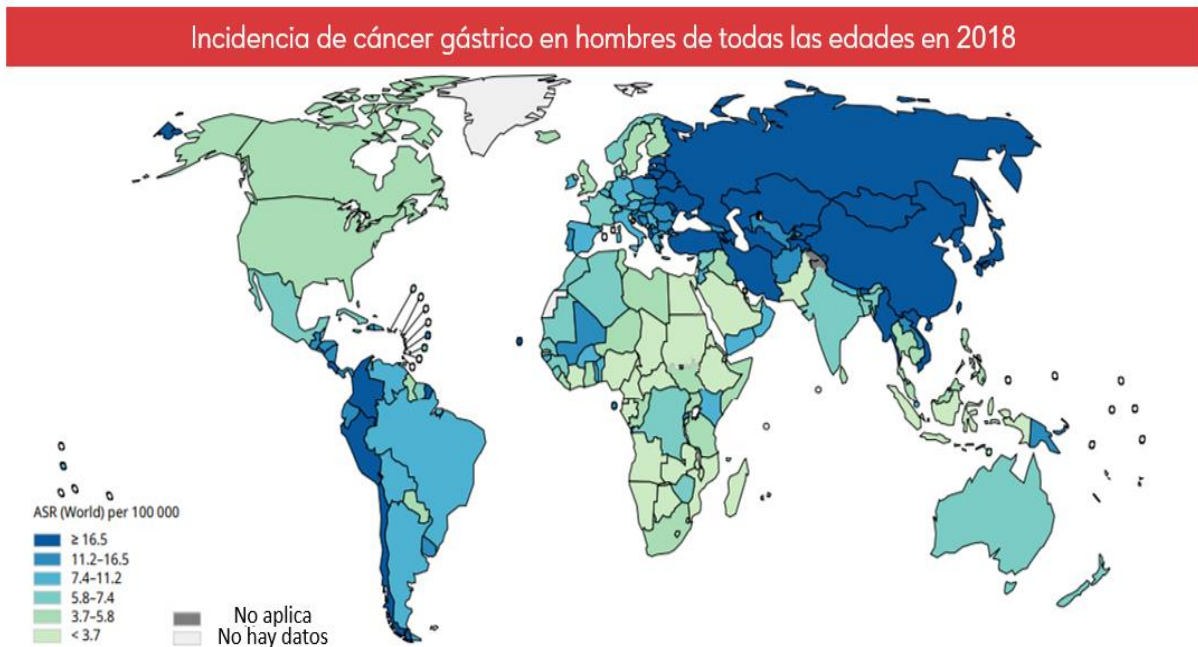 Incidencia de cáncer gástrico en hombres de todas las edades en 2018
ASR (World) per 100 000
≥ 16.5
11.2–16.5
7.4–11.2
5.8–7.4
3.7–5.8
< 3.7
No aplica
No hay datos